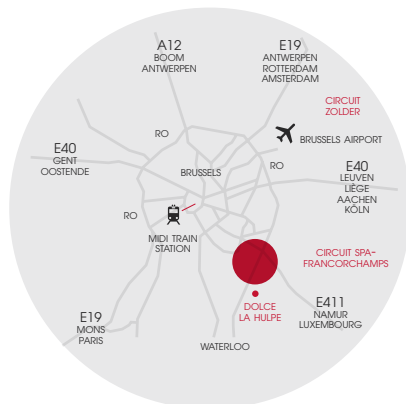 A12
BOOM
ANTWERPEN
E19
ANTWERPEN
ROTTERDAM
AMSTERDAM
CIRCUIT
ZOLDER
RO
BRUSSELS AIRPORT
E40
GENT
OOSTENDE
BRUSSELS
RO
E40
LEUVEN
LIÈGE
AACHEN
KÖLN
RO
MIDI TRAIN
STATION
CIRCUIT SPA-
FRANCORCHAMPS
DOLCE
LA HULPE
E411
NAMUR
LUXEMBOURG
E19
MONS
PARIS
WATERLOO